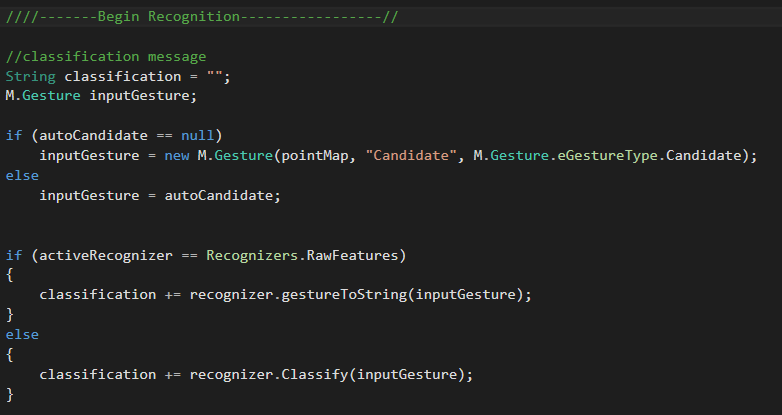 ////-------Begin Recognition-----------------//
//classification message
String classification = "";
M.Gesture inputGesture;
if (autoCandidate == null)
inputGesture = new M.Gesture(pointMap, "Candidate", M.Gesture.eGestureType.Candidate);
else
inputGesture = autoCandidate;
if (activeRecognizer == Recognizers.RawFeatures)
{
classification += recognizer.gestureToString(inputGesture);
}
else
{
classification += recognizer.Classify(inputGesture);
}